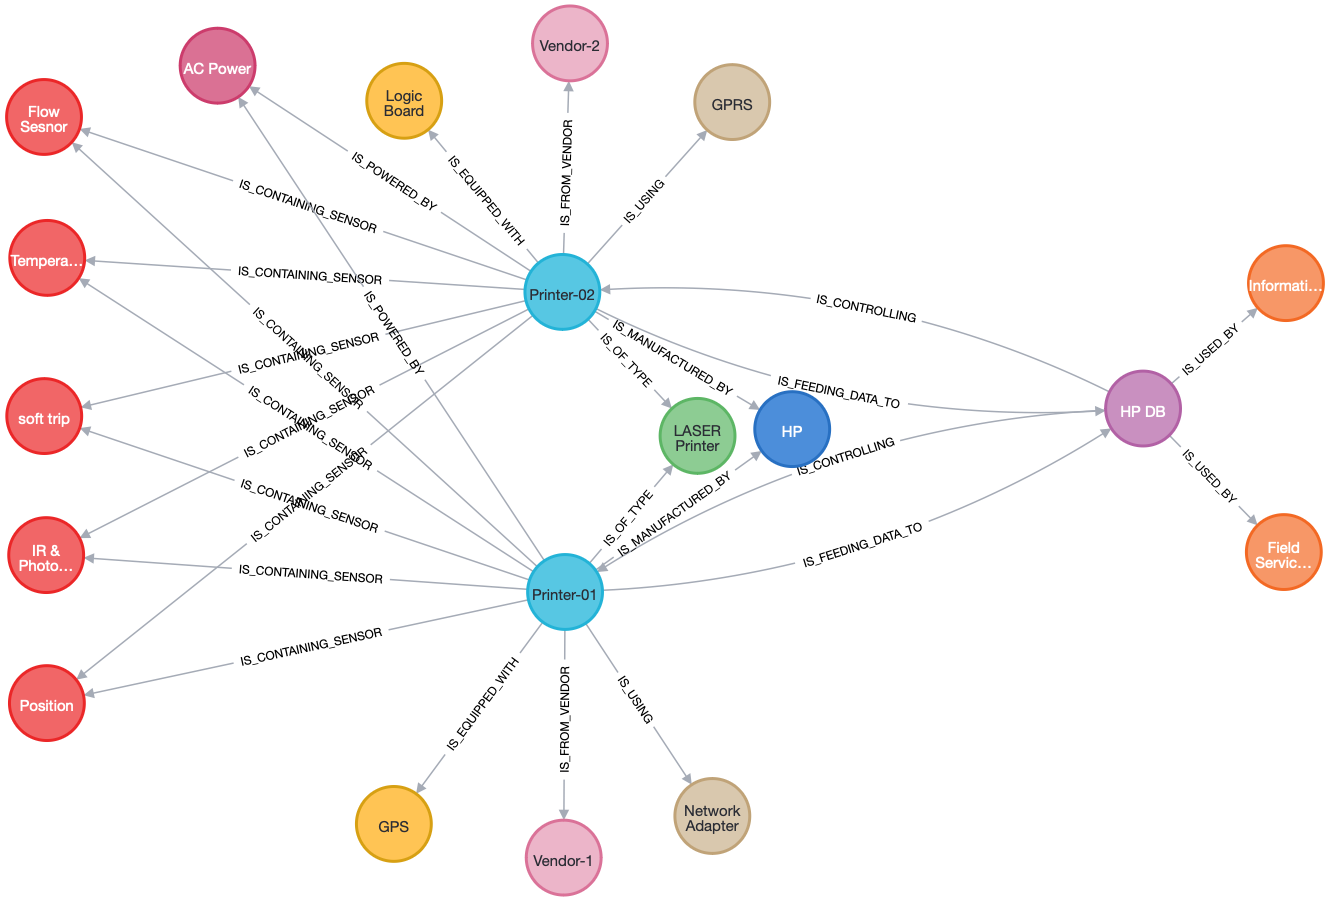 Vendor-2
AC Power
Logic
Board
GPRS
Flow
Sesnor
IS_POWERED_BY
IS_EQUIPPED_WITH
IS_FROM_VENDOR
IS_USING
IS_CONTAINING_SENSOR
Tempera...
IS_CONTAINING_SENSOR
Printer-02
Informati...
IS_CONTROLLING
IS_POWERED_BY
IS_CONTAINING_SENSOR
IS_CONTAINING_SENSOR
IS_OF_TYPE
IS_MANUFACTURED_BY
IS_USED_BY
IS_FEEDING_DATA_TO
soft trip
IS_CONTAINING_SENSOR
IS_CONTAINING_SENSOR
LASER
Printer
HP
HP DB
IS_CONTROLLING
IS_CONTAINING_SENSOR
IS_CONTAINING_SENSOR
IS_USED_BY
IS_OF_TYPE
IS_MANUFACTURED_BY
IR &
Photo...
IS_FEEDING_DATA_TO
Field
Servic...
IS_CONTAINING_SENSOR
Printer-01
IS_CONTAINING_SENSOR
Position
IS_EQUIPPED_WITH
IS_FROM_VENDOR
IS_USING
GPS
Network
Adapter
Vendor-1